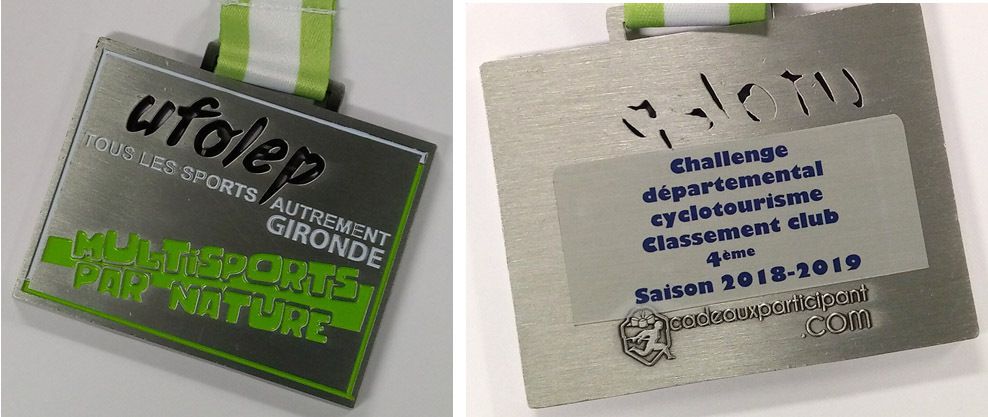 ufolep
TOUS LES SPORTS
AUTREMENT
GIRONDE
MULTiSPORTS
PAR NATURE
Challenge
départemental
cyclotourisme
Classement club
4ème
Saison 2018-2019
cadeauxparticipant
.COM